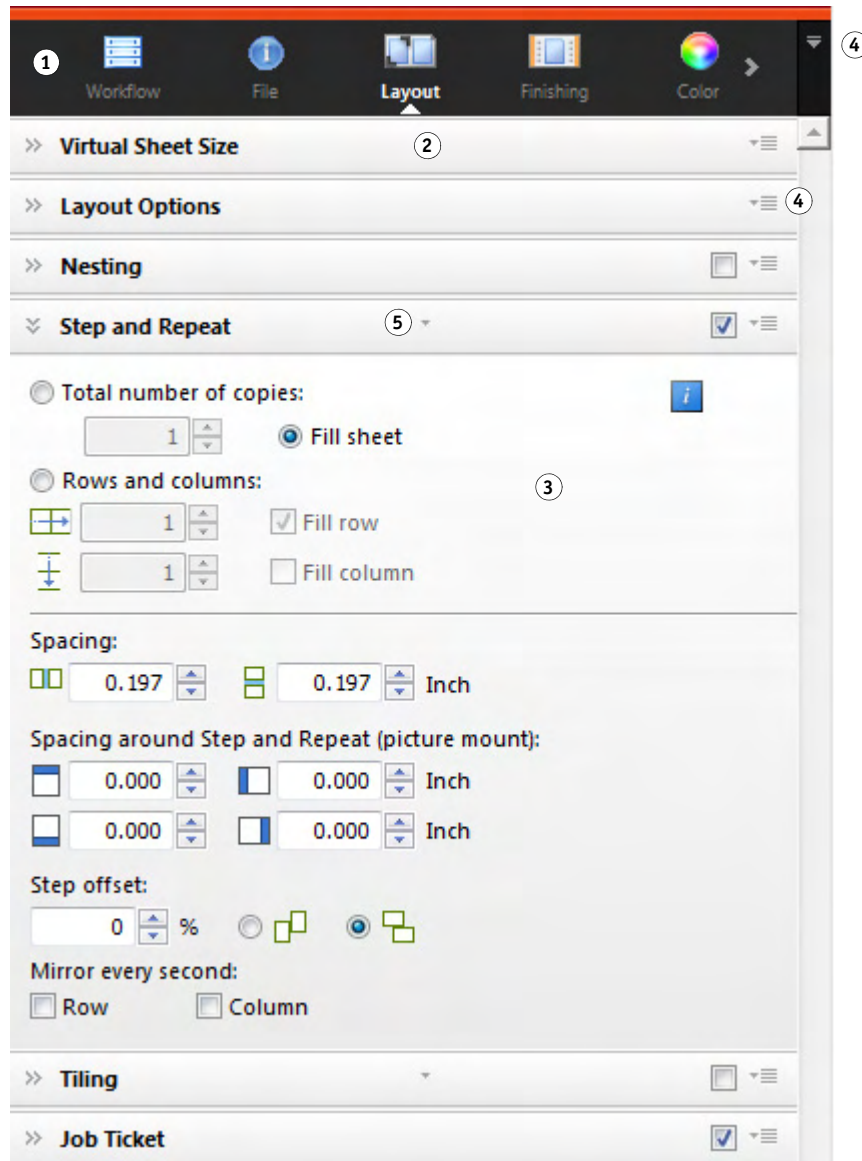 1 Workflow File Layout Finishing Color 4
Virtual Sheet Size 2
Layout Options 4
Nesting
Step and Repeat 5
Total number of copies: i
1 Fill sheet
Rows and columns: 3
1 Fill row
1 Fill column
Spacing:
0.197 0.197 Inch
Spacing around Step and Repeat (picture mount):
0.000 0.000 Inch
0.000 0.000 Inch
Step offset:
0 %
Mirror every second:
Row Column
Tiling
Job Ticket